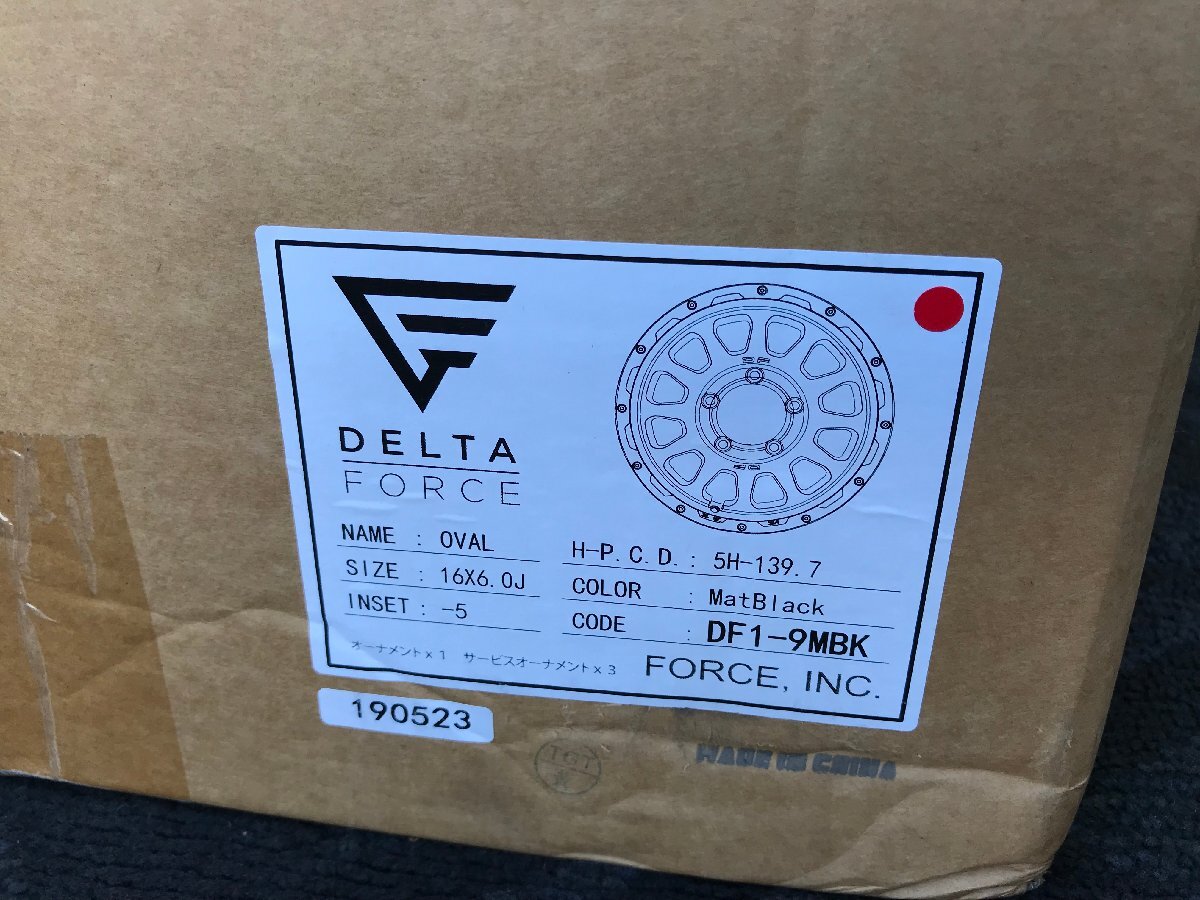 DELTA
FORCE
NAME : OVAL
SIZE : 16X6.0J
INSET : -5
H-P.C.D. : 5H-139.7
COLOR : MatBlack
CODE : DF1-9MBK
オーナメントx1 サービスオーナメントx3
FORCE, INC.
190523
MADE IN CHINA